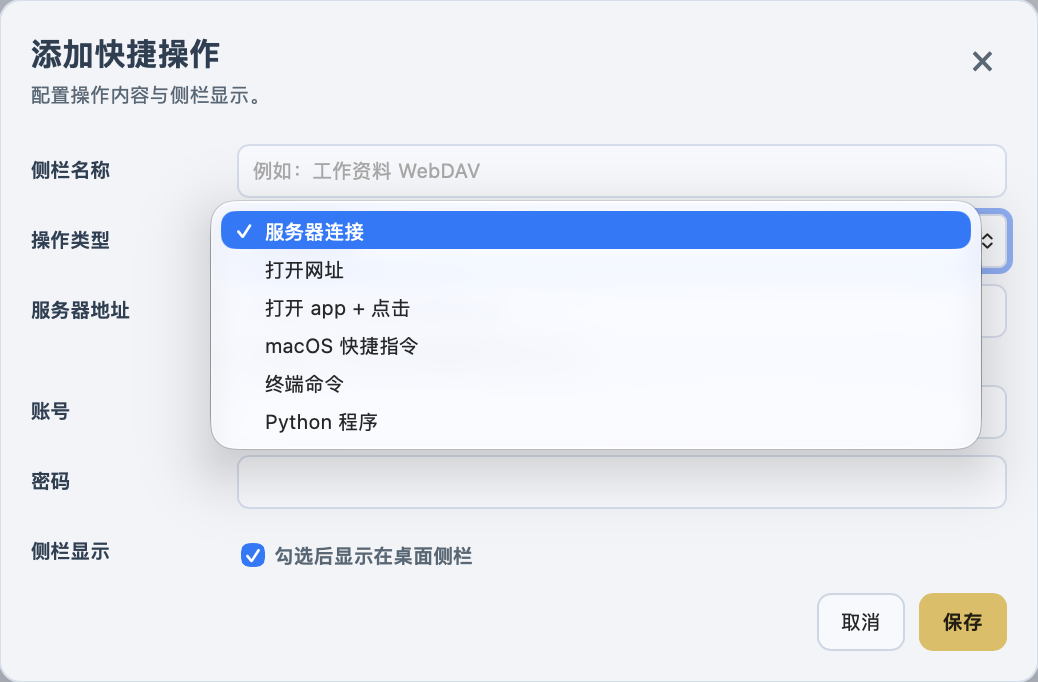 添加快捷操作
配置操作内容与侧栏显示。
侧栏名称
例如：工作资料 WebDAV
操作类型
✓ 服务器连接
打开网址
打开 app + 点击
macOS 快捷指令
终端命令
Python 程序
服务器地址
账号
密码
侧栏显示
勾选后显示在桌面侧栏
取消
保存